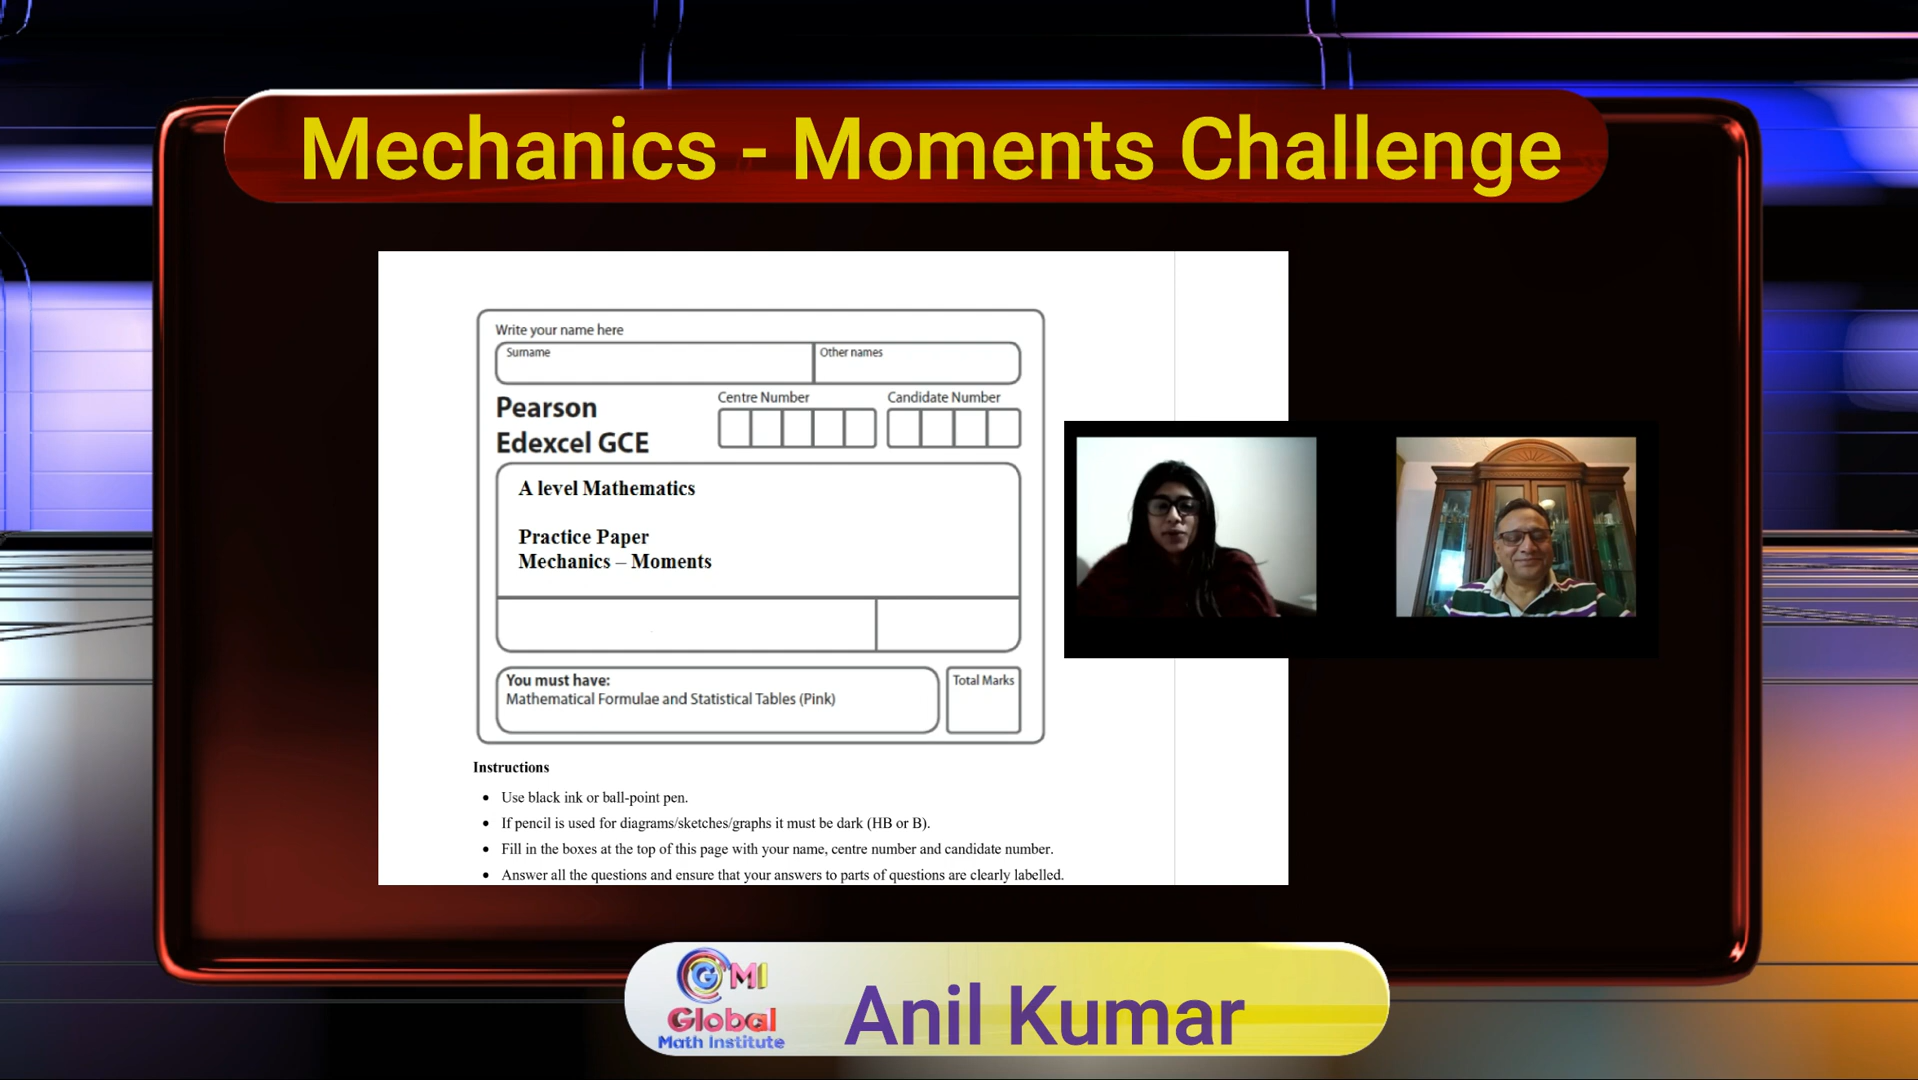 Mechanics - Moments Challenge
Write your name here
Surname
Other names
Pearson
Edexcel GCE
Centre Number
Candidate Number
A level Mathematics
Practice Paper
Mechanics – Moments
You must have:
Mathematical Formulae and Statistical Tables (Pink)
Total Marks
Instructions
• Use black ink or ball-point pen.
• If pencil is used for diagrams/sketches/graphs it must be dark (HB or B).
• Fill in the boxes at the top of this page with your name, centre number and candidate number.
• Answer all the questions and ensure that your answers to parts of questions are clearly labelled.
GMI
Global
Math Institute
Anil Kumar